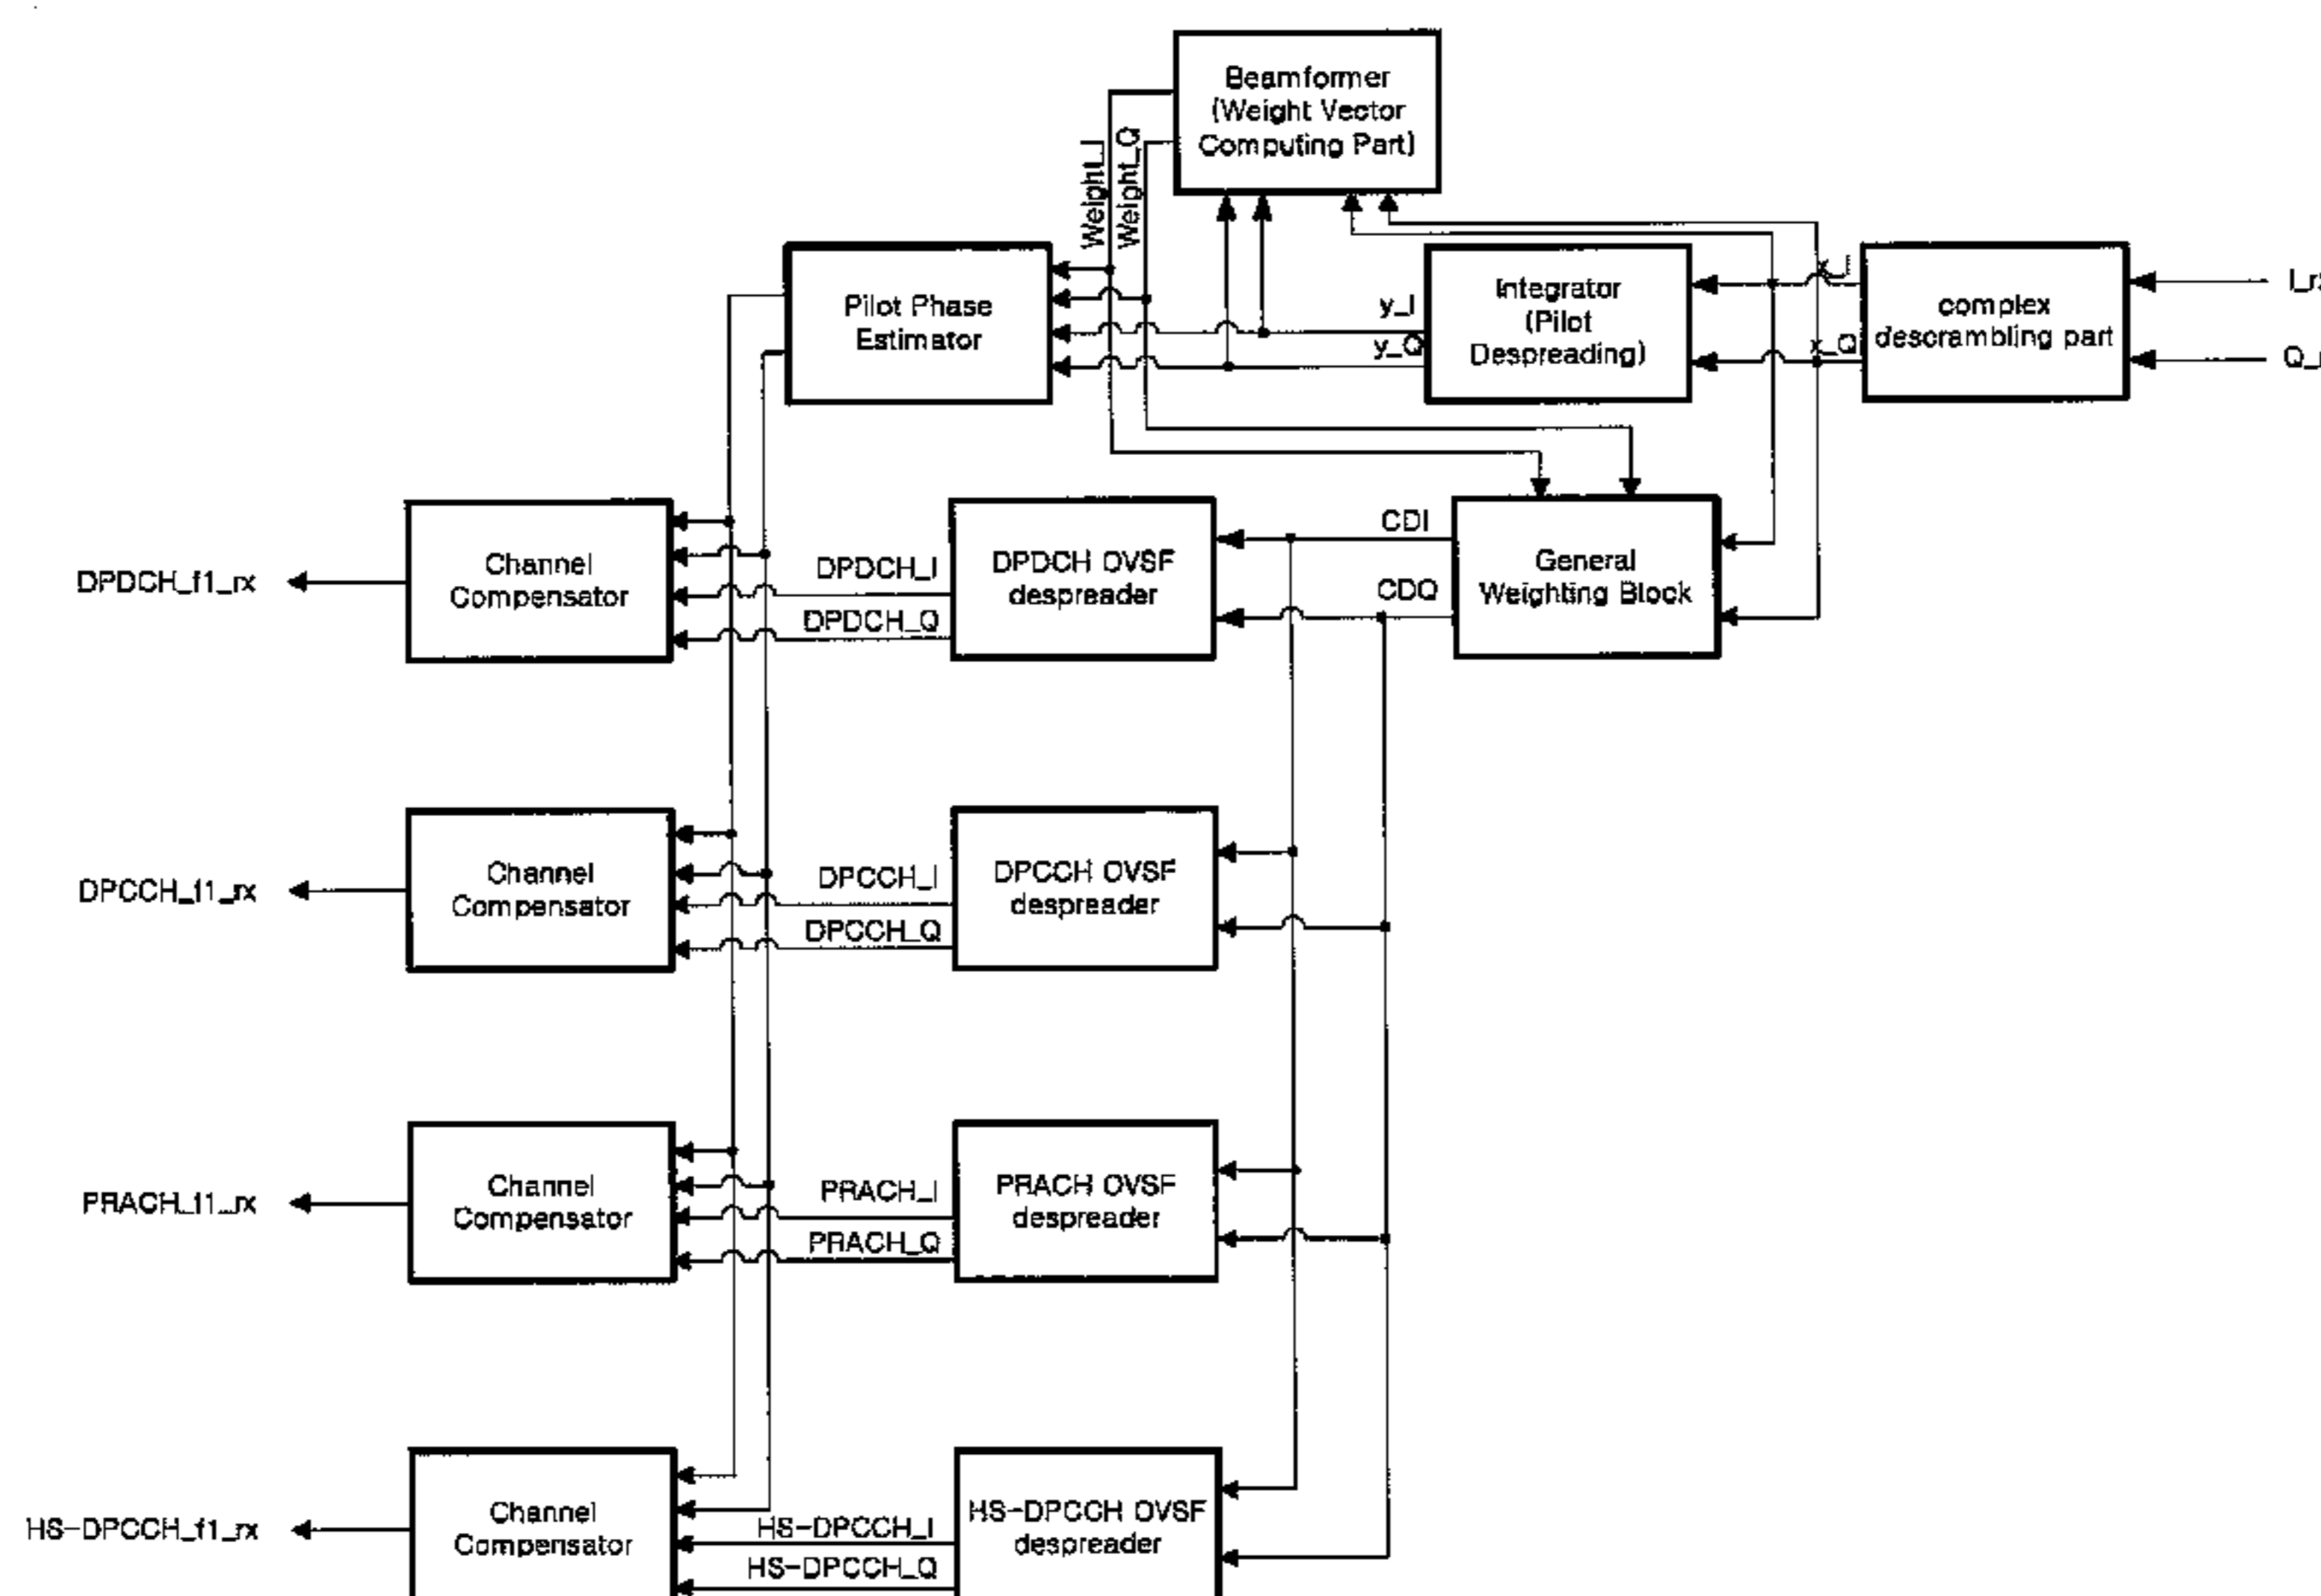 Beamformer
(Weight Vector
Computing Part)
Weight_I
Weight_Q
Pilot Phase
Estimator
y_I
y_Q
Integrator
(Pilot
Despreading)
x_I
x_Q
complex
descrambling part
DPDCH_f1_rx
Channel
Compensator
DPDCH_I
DPDCH_Q
DPDCH OVSF
despreader
CDI
CDQ
General
Weighting Block
DPCCH_f1_rx
Channel
Compensator
DPCCH_I
DPCCH_Q
DPCCH OVSF
despreader
PRACH_f1_rx
Channel
Compensator
PRACH_I
PRACH_Q
PRACH OVSF
despreader
HS-DPCCH_f1_rx
Channel
Compensator
HS-DPCCH_I
HS-DPCCH_Q
HS-DPCCH OVSF
despreader